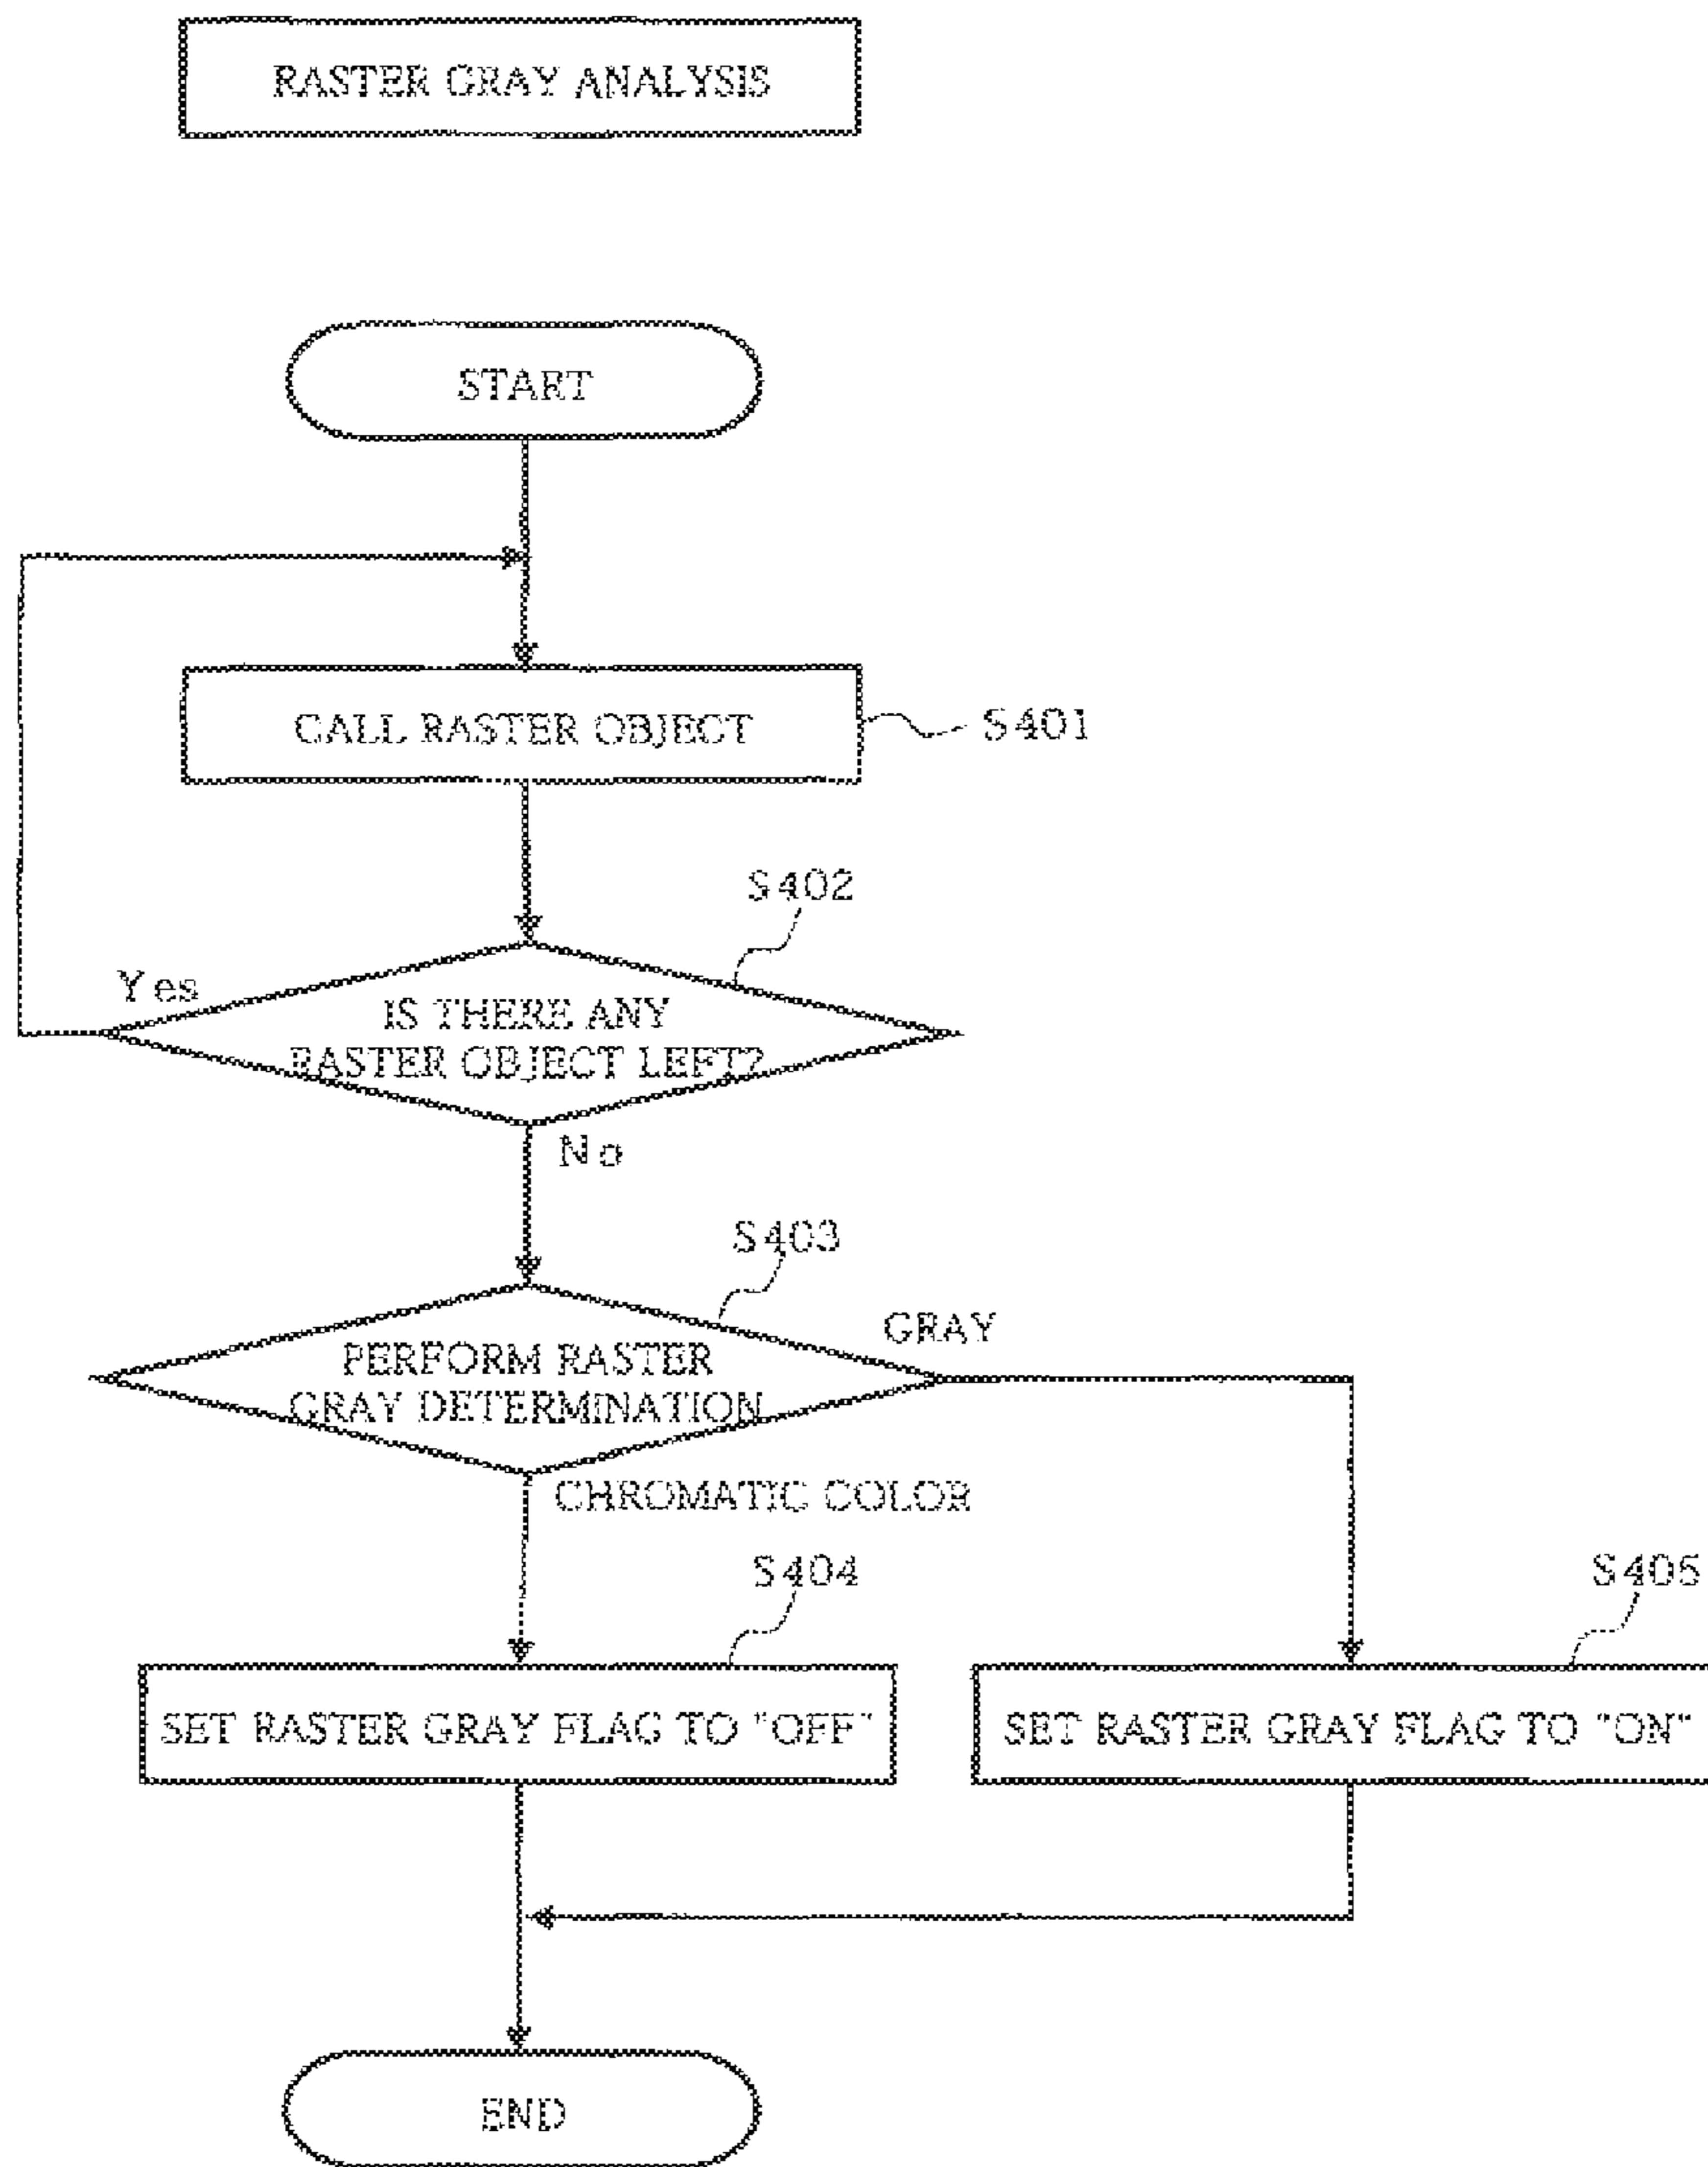 RASTER GRAY ANALYSIS
START
CALL RASTER OBJECT
S401
S402
Yes
IS THERE ANY
RASTER OBJECT LEFT?
No
S403
GRAY
PERFORM RASTER
GRAY DETERMINATION
CHROMATIC COLOR
S404
S405
SET RASTER GRAY FLAG TO "OFF"
SET RASTER GRAY FLAG TO "ON"
END